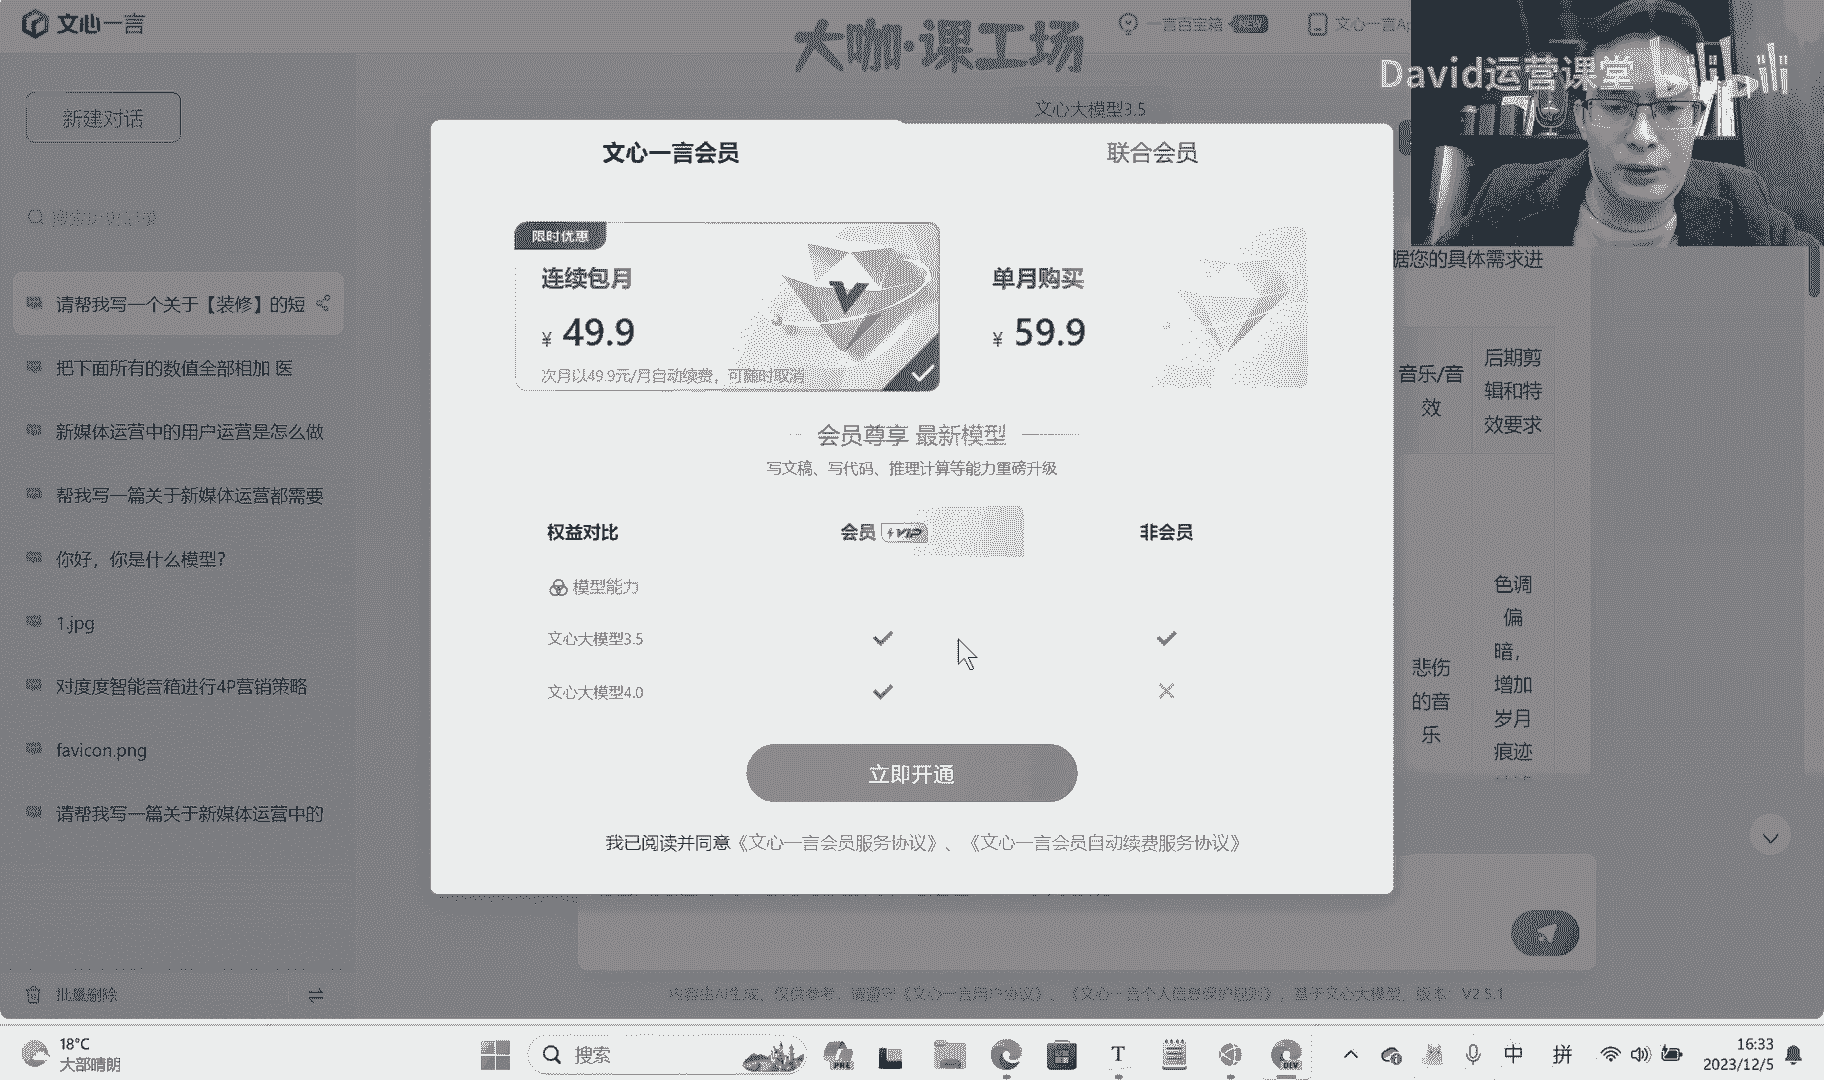 文心一言
大咖·课工场
一言百宝箱 NEW
文心一言Ap
David运营课堂 bilibili
新建对话
文心大模型3.5
搜索历史记录
请帮我写一个关于【装修】的短
把下面所有的数值全部相加 医
新媒体运营中的用户运营是怎么做
帮我写一篇关于新媒体运营都需要
你好，你是什么模型?
1.jpg
对度度智能音箱进行4P营销策略
favicon.png
请帮我写一篇关于新媒体运营中的
批量删除
文心一言会员
联合会员
限时优惠
连续包月
¥ 49.9
次月以49.9元/月自动续费，可随时取消
单月购买
¥ 59.9
会员尊享 最新模型
写文稿、写代码、推理计算等能力重磅升级
权益对比
会员 VIP
非会员
模型能力
文心大模型3.5
文心大模型4.0
立即开通
我已阅读并同意《文心一言会员服务协议》、《文心一言会员自动续费服务协议》
据您的具体需求进
音乐/音
效
后期剪
辑和特
效要求
悲伤
的音
乐
色调
偏
暗，
增加
岁月
痕迹
内容由AI生成，仅供参考，请遵守《文心一言用户协议》、《文心一言个人信息保护规则》，基于文心大模型，版本：V2.5.1
18°C
大部晴朗
搜索
PRE
T
DEV
中
拼
16:33
2023/12/5